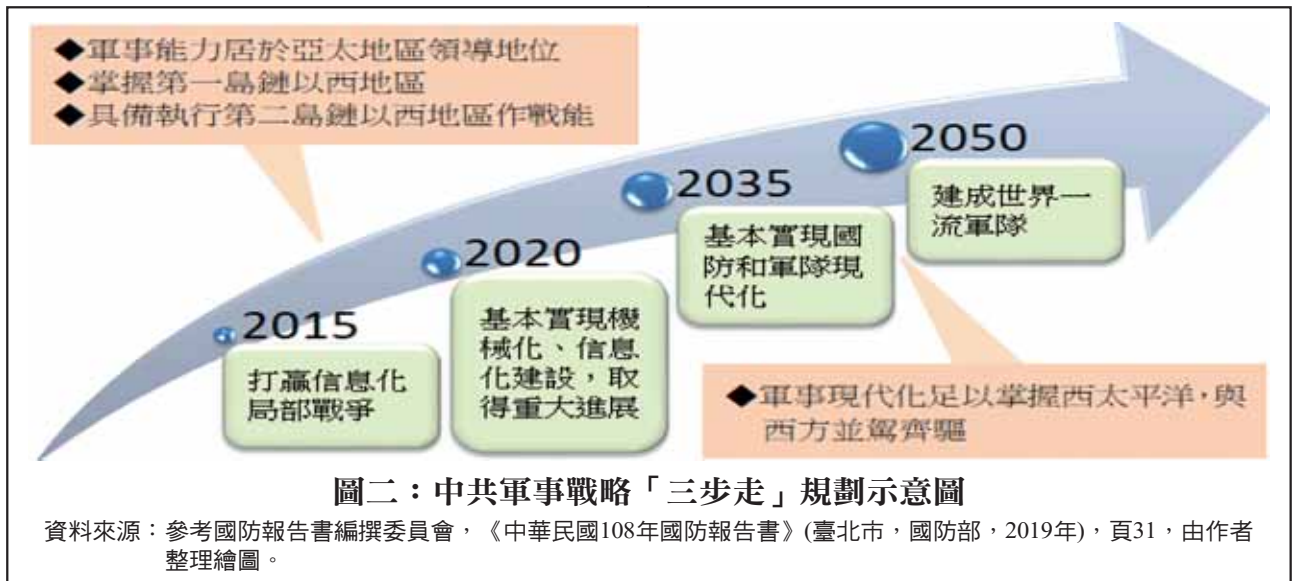 ◆軍事能力居於亞太地區領導地位
◆掌握第一島鏈以西地區
◆具備執行第二島鏈以西地區作戰能
2050
建成世界一
流軍隊
2035
基本實現國
防和軍隊現
代化
2020
基本實現機
械化、信息
化建設，取
得重大進展
2015
打贏信息化
局部戰爭
◆軍事現代化足以掌握西太平洋，與
西方並駕齊驅
圖二：中共軍事戰略「三步走」規劃示意圖
資料來源：參考國防報告書編撰委員會，《中華民國108年國防報告書》(臺北市，國防部，2019年)，頁31，由作者
整理繪圖。